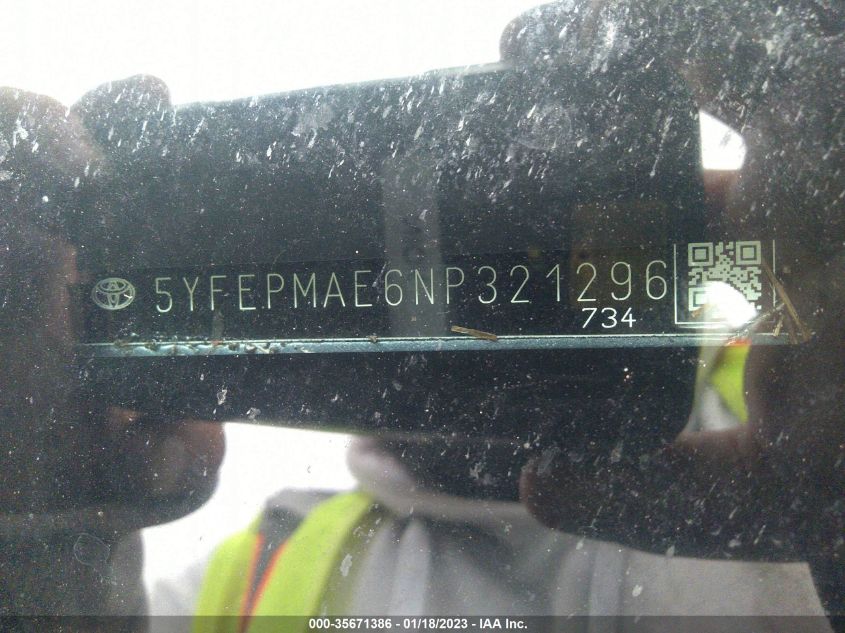 5YFEPMAE6NP321296
734
000-35671386 - 01/18/2023 - IAA Inc.